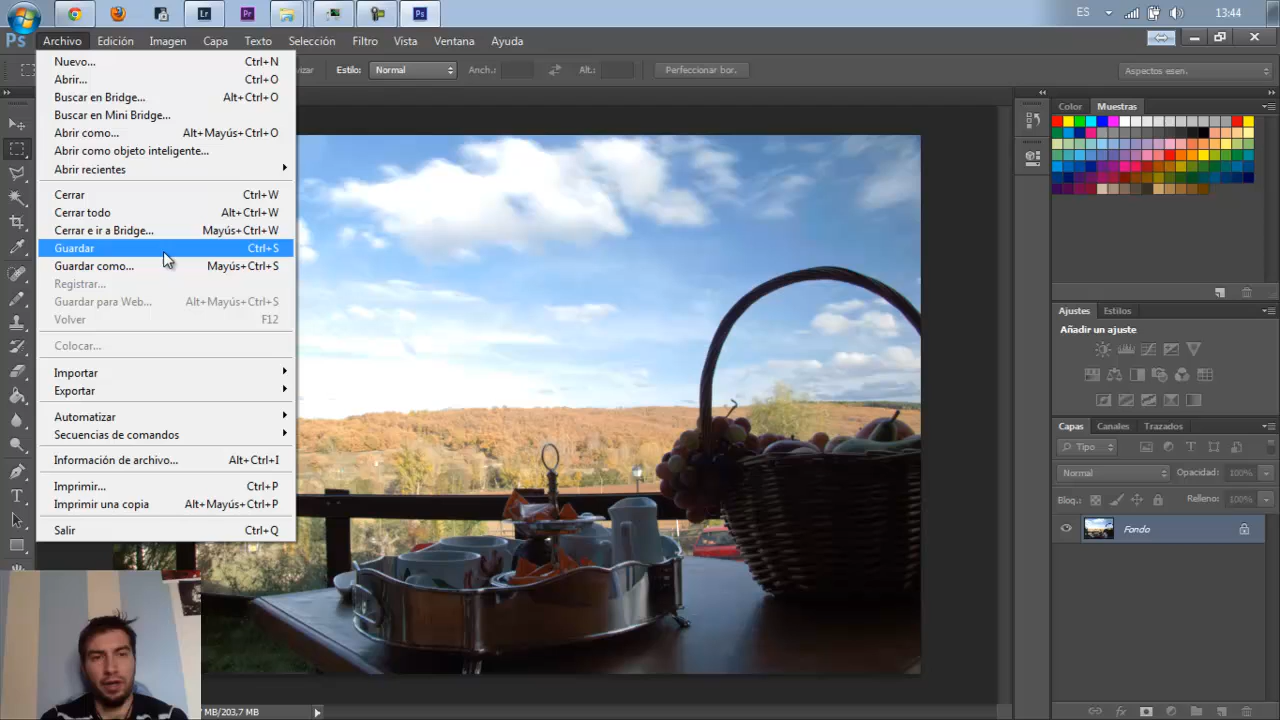 ES
13:44
Lr
Pr
Ps
Ps
Archivo Edición Imagen Capa Texto Selección Filtro Vista Ventana Ayuda
Estilo: Normal Anch.: Alt.: Perfeccionar bor. Aspectos esen.
Nuevo... Ctrl+N
Abrir... Ctrl+O
Buscar en Bridge... Alt+Ctrl+O
Buscar en Mini Bridge...
Abrir como... Alt+Mayús+Ctrl+O
Abrir como objeto inteligente...
Abrir recientes
Cerrar Ctrl+W
Cerrar todo Alt+Ctrl+W
Cerrar e ir a Bridge... Mayús+Ctrl+W
Guardar Ctrl+S
Guardar como... Mayús+Ctrl+S
Registrar...
Guardar para Web... Alt+Mayús+Ctrl+S
Volver F12
Colocar...
Importar
Exportar
Automatizar
Secuencias de comandos
Información de archivo... Alt+Ctrl+I
Imprimir... Ctrl+P
Imprimir una copia Alt+Mayús+Ctrl+P
Salir Ctrl+Q
Color Muestras
Ajustes Estilos
Añadir un ajuste
Capas Canales Trazados
Tipo
Normal Opacidad: 100%
Bloq.: Relleno: 100%
Fondo
MB/203,7 MB